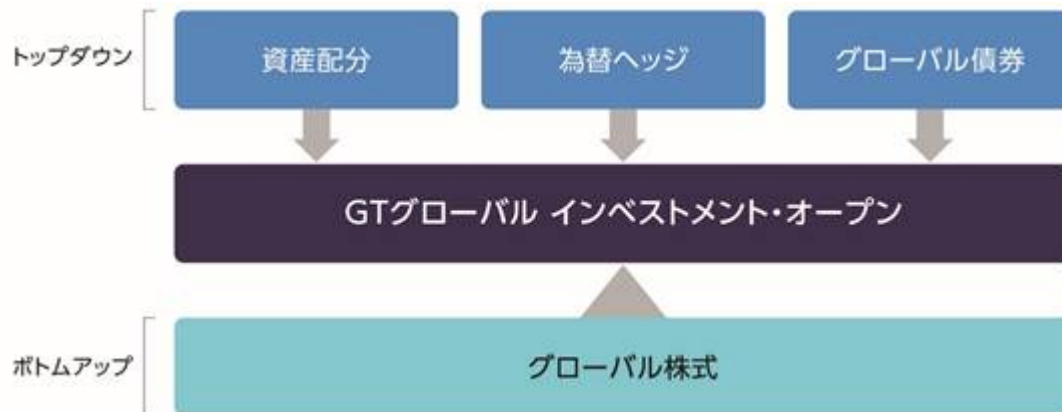 トップダウン
資産配分
為替ヘッジ
グローバル債券
GTグローバル インベストメント・オープン
ボトムアップ
グローバル株式